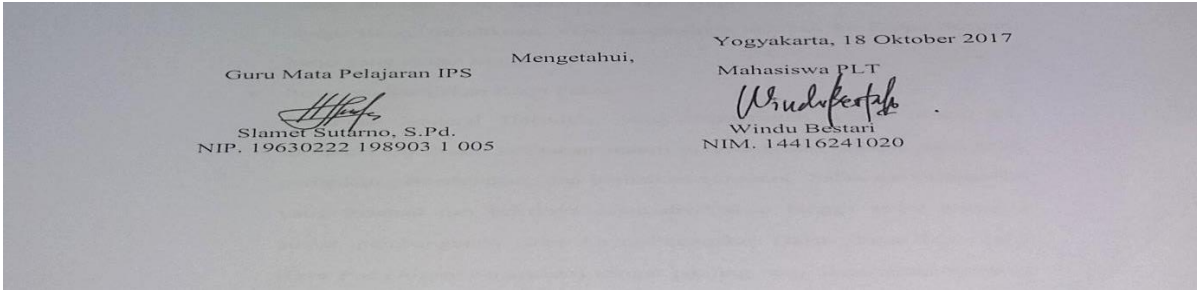 Yogyakarta, 18 Oktober 2017
Mengetahui,
Guru Mata Pelajaran IPS
Mahasiswa PLT
Slamet Sutarno, S.Pd.
NIP. 19630222 198903 1 005
Windu Bestari
NIM. 14416241020